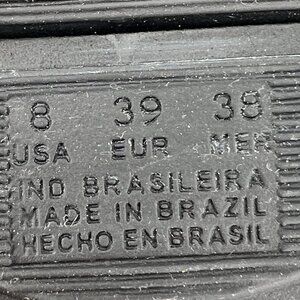 8 39 38
USA EUR MER
IND BRASILEIRA
MADE IN BRAZIL
HECHO EN BRASIL